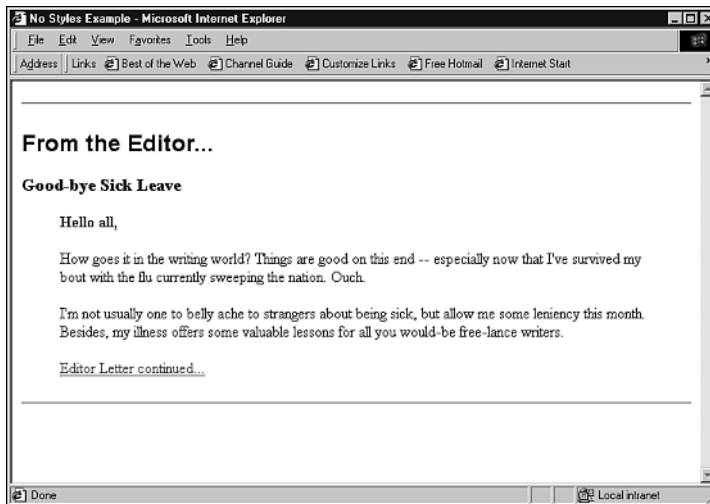 No Styles Example - Microsoft Internet Explorer
File Edit View Favorites Tools Help
Address Links Best of the Web Channel Guide Customize Links Free Hotmail Internet Start
From the Editor...
Good-bye Sick Leave
Hello all,
How goes it in the writing world? Things are good on this end -- especially now that I've survived my
bout with the flu currently sweeping the nation. Ouch.
I'm not usually one to belly ache to strangers about being sick, but allow me some leniency this month.
Besides, my illness offers some valuable lessons for all you would-be free-lance writers.
Editor Letter continued...
Done Local intranet